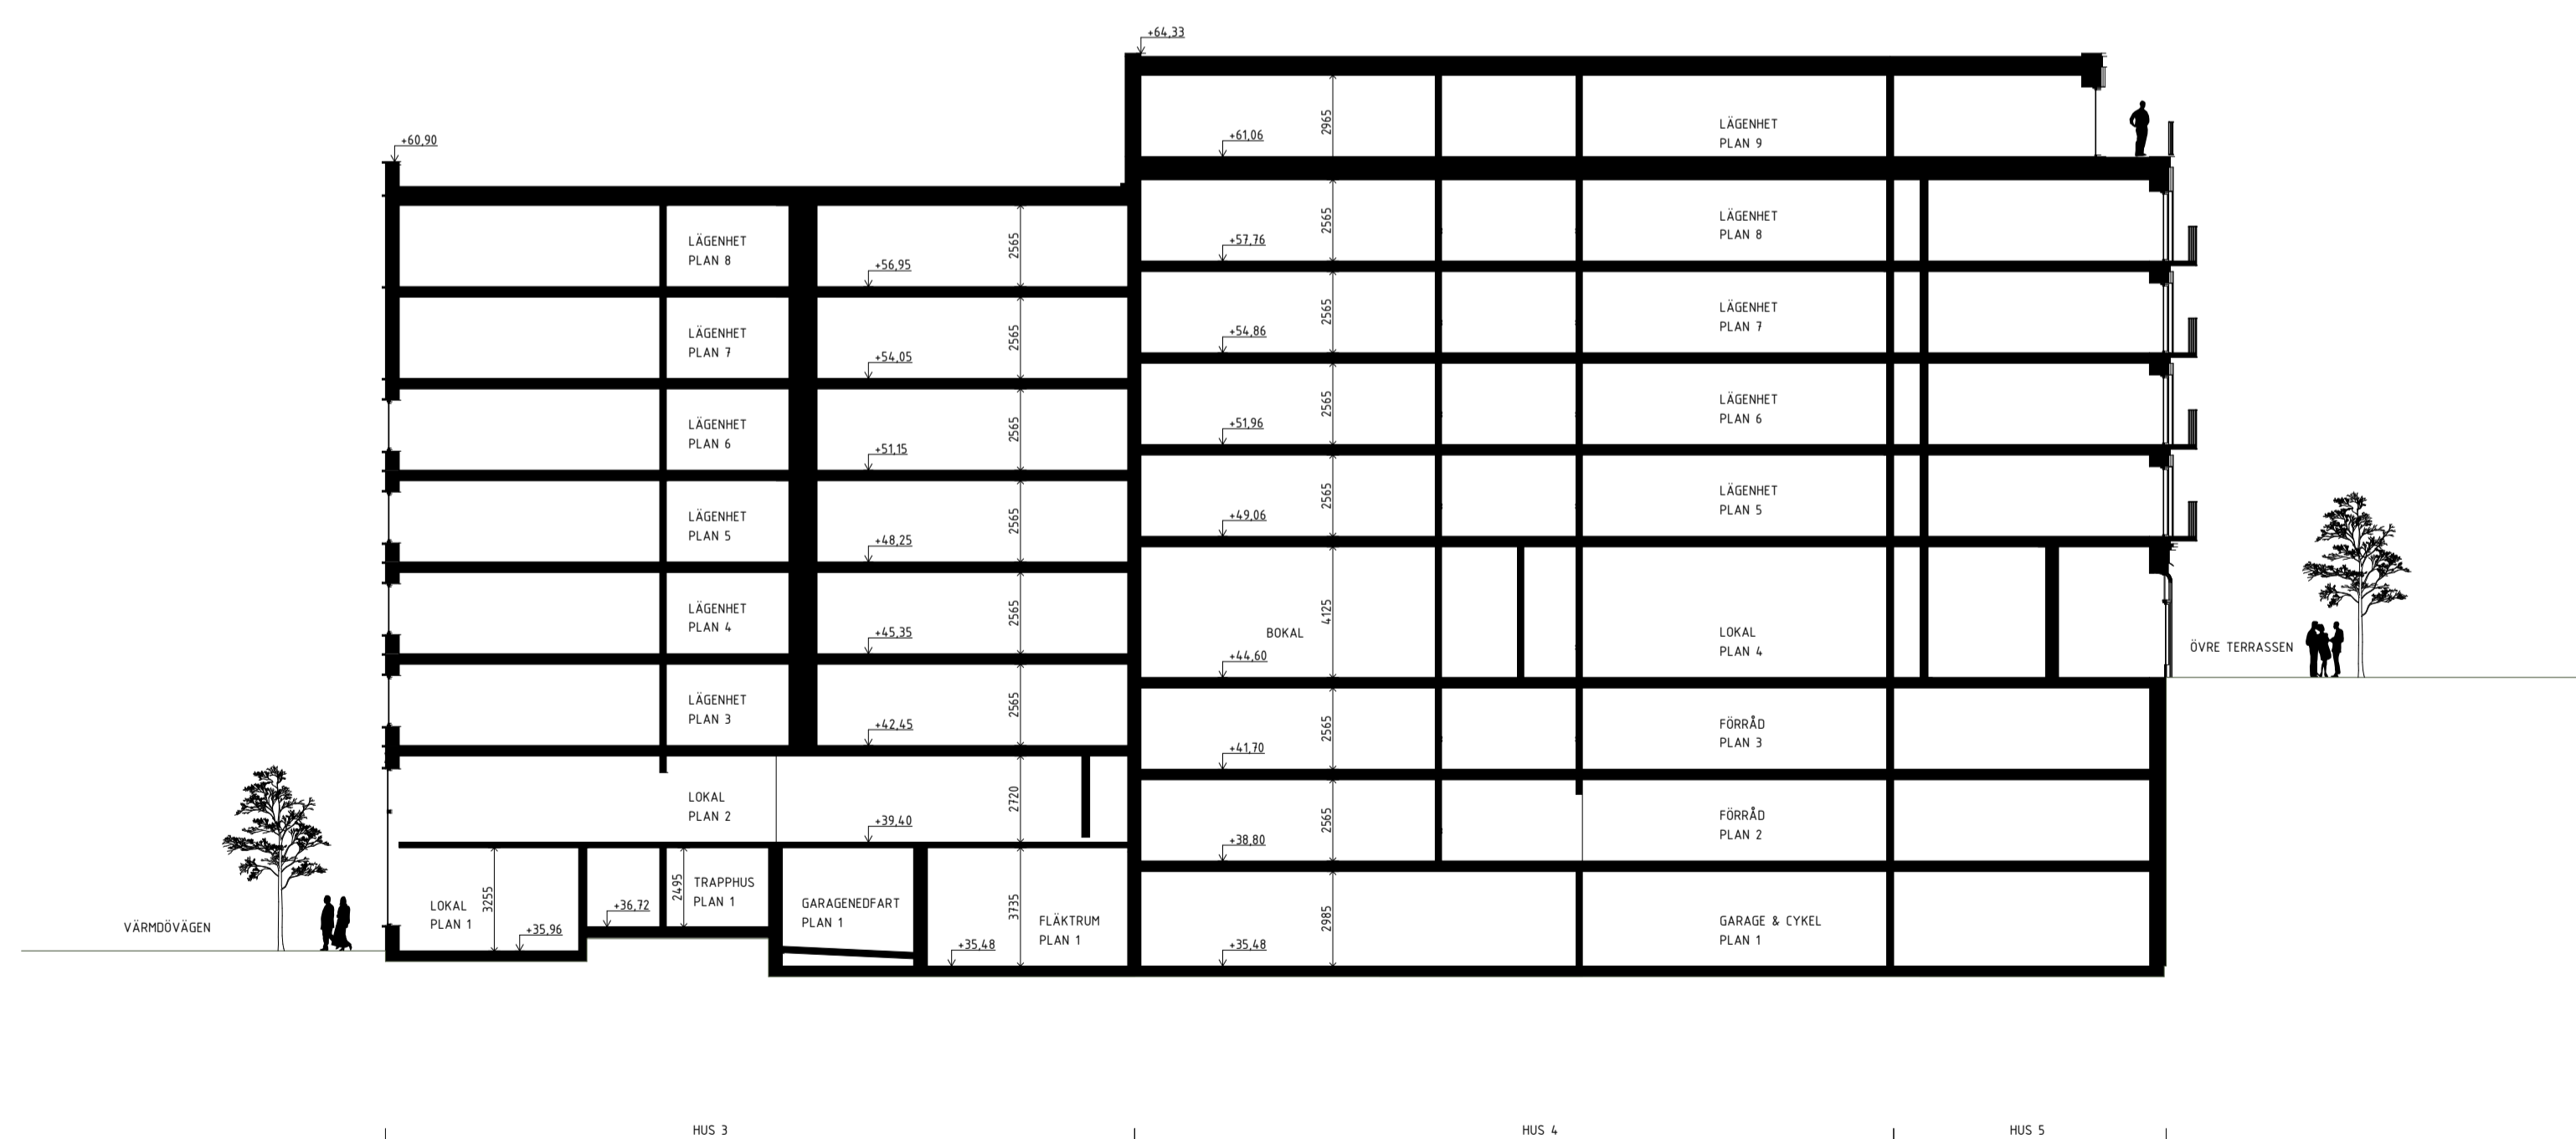 +64,33
+60,90
+61,06
2965
LÄGENHET
PLAN 9
LÄGENHET
PLAN 8
+56,95
2565
+57,76
2565
LÄGENHET
PLAN 8
LÄGENHET
PLAN 7
+54,05
2565
+54,86
2565
LÄGENHET
PLAN 7
LÄGENHET
PLAN 6
+51,15
2565
+51,96
2565
LÄGENHET
PLAN 6
LÄGENHET
PLAN 5
+48,25
2565
+49,06
2565
LÄGENHET
PLAN 5
LÄGENHET
PLAN 4
+45,35
2565
BOKAL
+44,60
4125
LOKAL
PLAN 4
ÖVRE TERRASSEN
LÄGENHET
PLAN 3
+42,45
2565
+41,70
2565
FÖRRÅD
PLAN 3
LOKAL
PLAN 2
+39,40
2720
+38,80
2565
FÖRRÅD
PLAN 2
VÄRMDÖVÄGEN
LOKAL
PLAN 1
3255
+35,96
+36,72
2495
TRAPPHUS
PLAN 1
GARAGENEDFART
PLAN 1
+35,48
3735
FLÄKTRUM
PLAN 1
+35,48
2985
GARAGE & CYKEL
PLAN 1
HUS 3
HUS 4
HUS 5